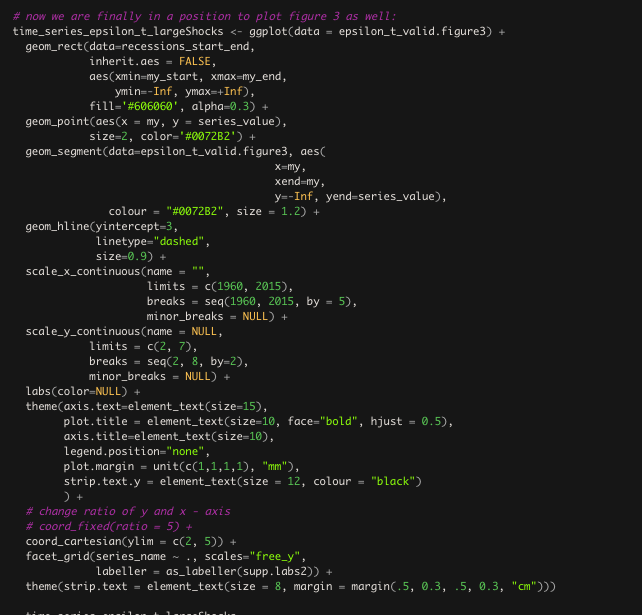 # now we are finally in a position to plot figure 3 as well:
time_series_epsilon_t_largeShocks <- ggplot(data = epsilon_t_valid.figure3) +
  geom_rect(data=recessions_start_end,
            inherit.aes = FALSE,
            aes(xmin=my_start, xmax=my_end,
                ymin=-Inf, ymax=+Inf),
            fill='#606060', alpha=0.3) +
  geom_point(aes(x = my, y = series_value),
            size=2, color='#0072B2') +
  geom_segment(data=epsilon_t_valid.figure3, aes(
                                         x=my,
                                         xend=my,
                                         y=-Inf, yend=series_value),
               colour = "#0072B2", size = 1.2) +
  geom_hline(yintercept=3,
             linetype="dashed",
             size=0.9) +
  scale_x_continuous(name = "",
                     limits = c(1960, 2015),
                     breaks = seq(1960, 2015, by = 5),
                     minor_breaks = NULL) +
  scale_y_continuous(name = NULL,
            limits = c(2, 7),
            breaks = seq(2, 8, by=2),
            minor_breaks = NULL) +
  labs(color=NULL) +
  theme(axis.text=element_text(size=15),
        plot.title = element_text(size=10, face="bold", hjust = 0.5),
        axis.title=element_text(size=10),
        legend.position="none",
        plot.margin = unit(c(1,1,1,1), "mm"),
        strip.text.y = element_text(size = 12, colour = "black")
        ) +
  # change ratio of y and x - axis
  # coord_fixed(ratio = 5) +
  coord_cartesian(ylim = c(2, 5)) +
  facet_grid(series_name ~ ., scales="free_y",
             labeller = as_labeller(supp.labs2)) +
  theme(strip.text = element_text(size = 8, margin = margin(.5, 0.3, .5, 0.3, "cm")))